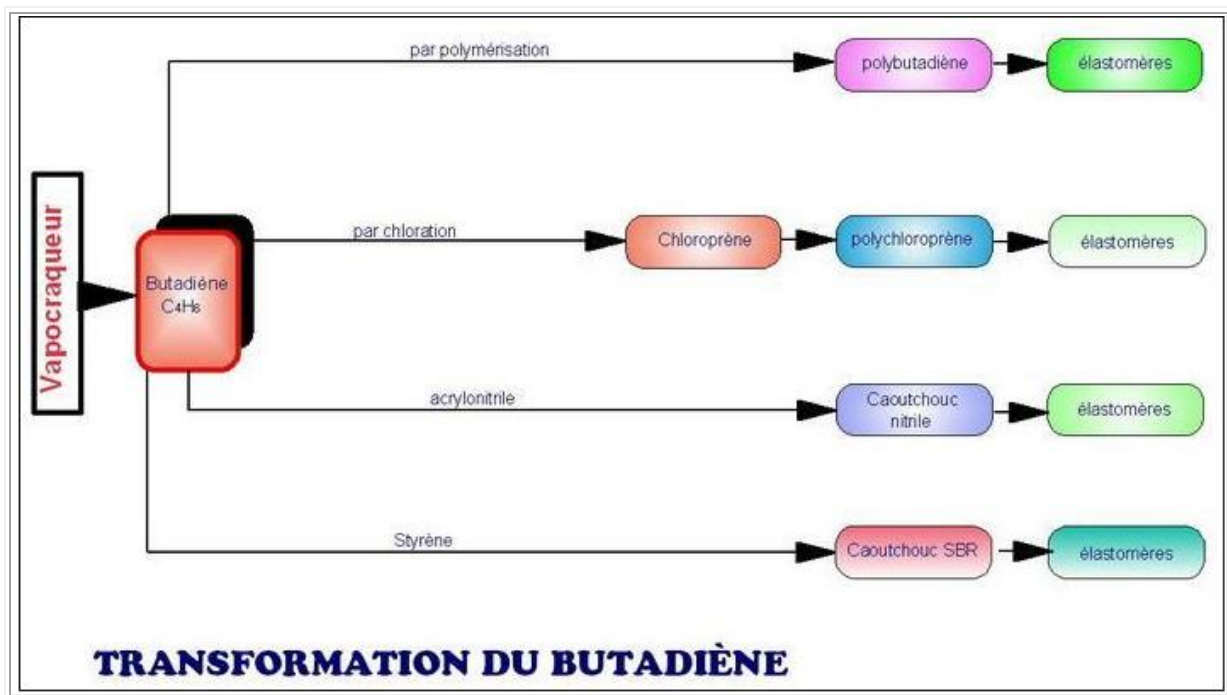 par polymérisation
polybutadiène
élastomères
Vapocraqueur
Butadiène
C4H6
par chloration
Chloroprène
polychloroprène
élastomères
acrylonitrile
Caoutchouc
nitrile
élastomères
Styrène
Caoutchouc SBR
élastomères
TRANSFORMATION DU BUTADIÈNE